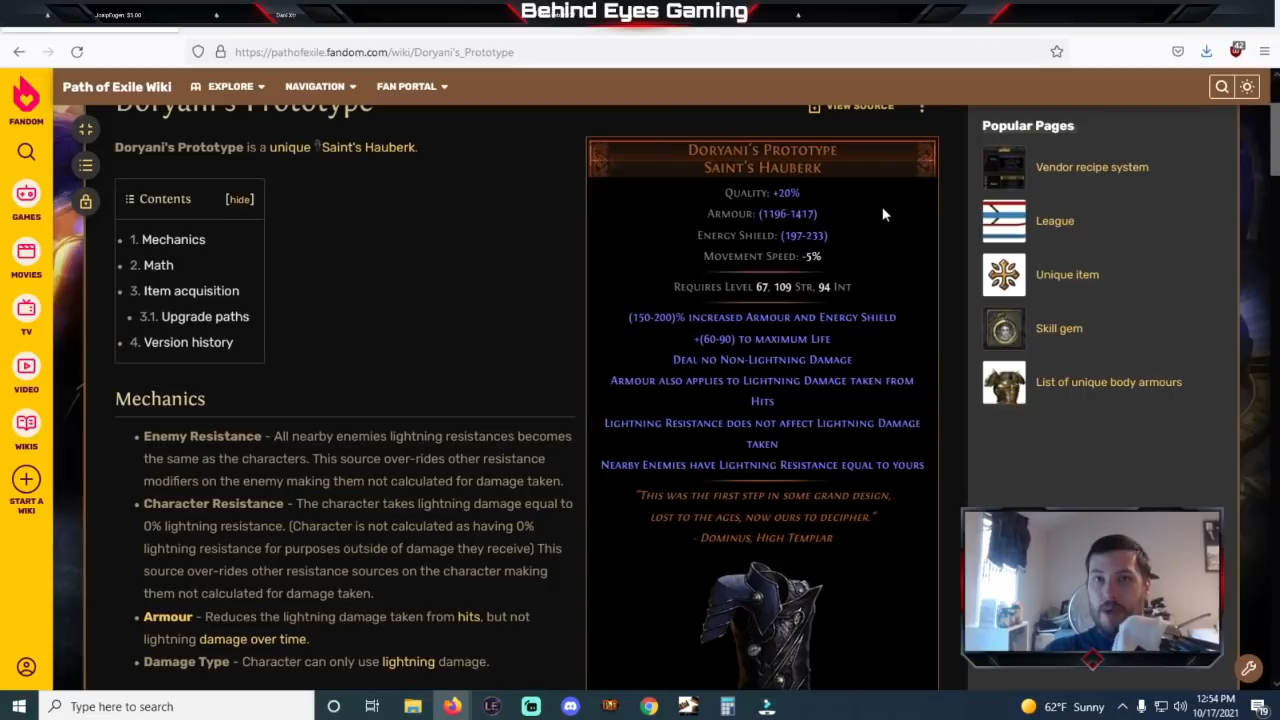 Behind Eyes Gaming
JosipEugen: $5.00
Dani Xtr
https://pathofexile.fandom.com/wiki/Doryani's_Prototype
42
Path of Exile Wiki
EXPLORE
NAVIGATION
FAN PORTAL
FANDOM
GAMES
MOVIES
TV
VIDEO
WIKIS
START A
WIKI
Doryani's Prototype
VIEW SOURCE
Doryani's Prototype is a unique Saint's Hauberk.
Contents [hide]
1. Mechanics
2. Math
3. Item acquisition
3.1. Upgrade paths
4. Version history
Mechanics
Enemy Resistance - All nearby enemies lightning resistances becomes
the same as the characters. This source over-rides other resistance
modifiers on the enemy making them not calculated for damage taken.
Character Resistance - The character takes lightning damage equal to
0% lightning resistance. (Character is not calculated as having 0%
lightning resistance for purposes outside of damage they receive) This
source over-rides other resistance sources on the character making
them not calculated for damage taken.
Armour - Reduces the lightning damage taken from hits, but not
lightning damage over time.
Damage Type - Character can only use lightning damage.
Doryani's Prototype
Saint's Hauberk
Quality: +20%
Armour: (1196-1417)
Energy Shield: (197-233)
Movement Speed: -5%
Requires Level 67, 109 Str, 94 Int
(150-200)% increased Armour and Energy Shield
+(60-90) to maximum Life
Deal no Non-Lightning Damage
Armour also applies to Lightning Damage taken from
Hits
Lightning Resistance does not affect Lightning Damage
taken
Nearby Enemies have Lightning Resistance equal to yours
"This was the first step in some grand design,
lost to the ages, now ours to decipher."
- Dominus, High Templar
Popular Pages
Vendor recipe system
League
Unique item
Skill gem
List of unique body armours
Type here to search
62°F Sunny
12:54 PM
10/17/2021
19